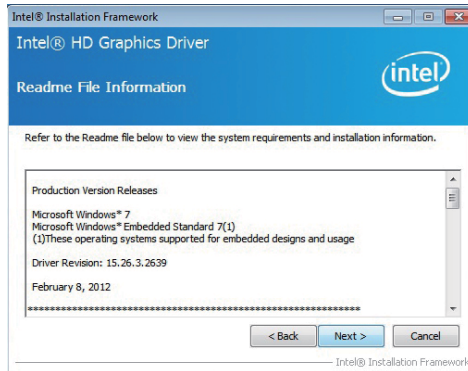 Intel® Installation Framework
Intel® HD Graphics Driver
Readme File Information
intel®
Refer to the Readme file below to view the system requirements and installation information.
Production Version Releases
Microsoft Windows* 7
Microsoft Windows* Embedded Standard 7(1)
(1)These operating systems supported for embedded designs and usage
Driver Revision: 15.26.3.2639
February 8, 2012
************************************************************
< Back Next > Cancel
Intel® Installation Framework